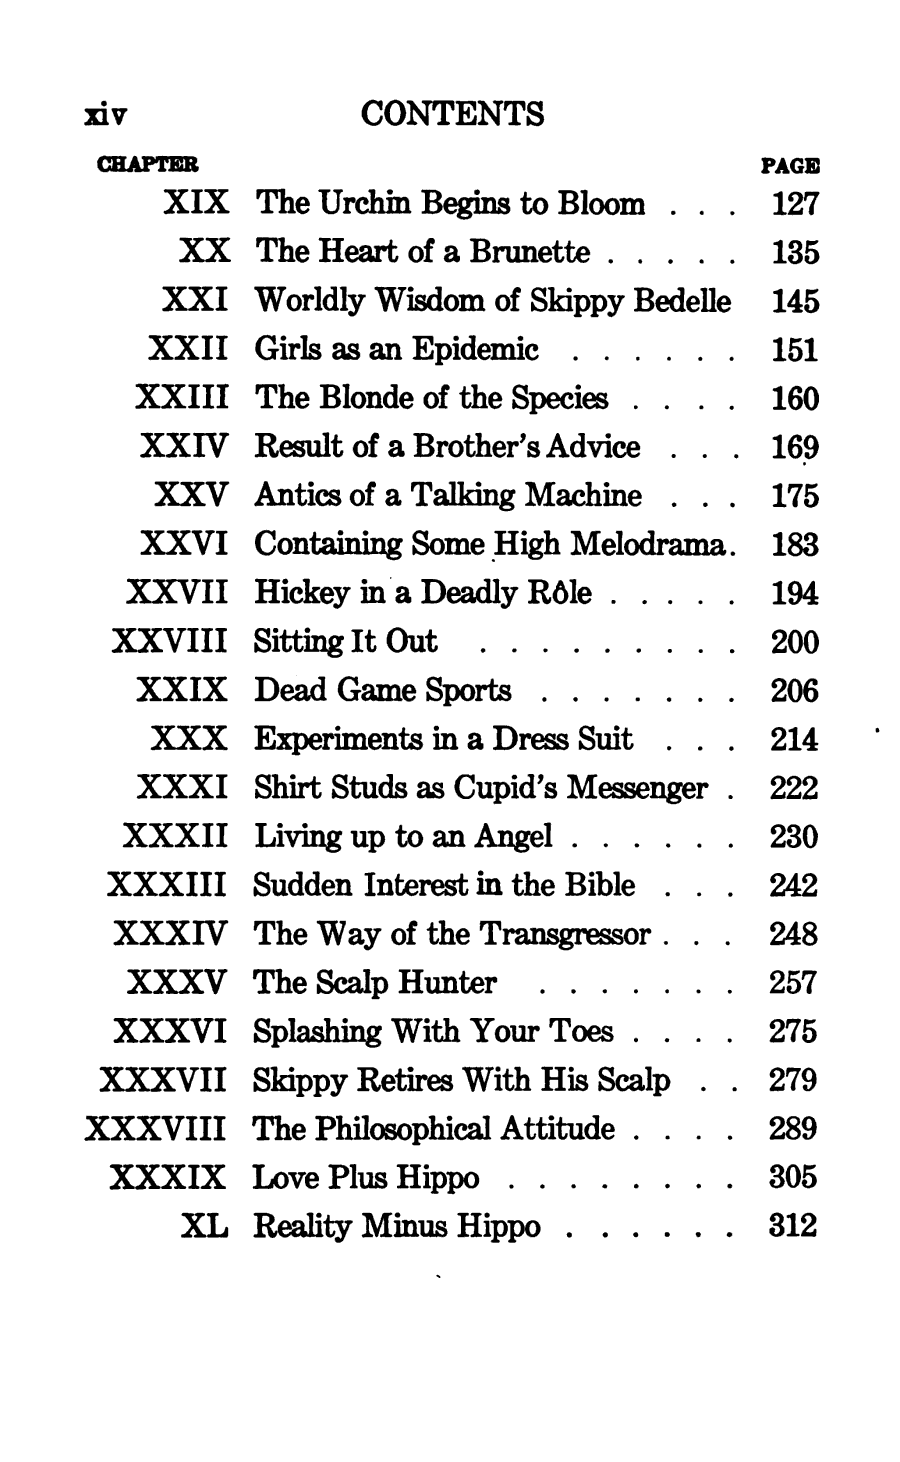 xiv CONTENTS
CHAPTER PAGE
XIX The Urchin Begins to Bloom . . . 127
XX The Heart of a Brunette . . . . . 135
XXI Worldly Wisdom of Skippy Bedelle 145
XXII Girls as an Epidemic . . . . . . 151
XXIII The Blonde of the Species . . . . 160
XXIV Result of a Brother's Advice . . . 169
XXV Antics of a Talking Machine . . . 175
XXVI Containing Some High Melodrama . 183
XXVII Hickey in a Deadly Rôle . . . . . 194
XXVIII Sitting It Out . . . . . . . . . 200
XXIX Dead Game Sports . . . . . . . 206
XXX Experiments in a Dress Suit . . . 214
XXXI Shirt Studs as Cupid's Messenger . 222
XXXII Living up to an Angel . . . . . . 230
XXXIII Sudden Interest in the Bible . . . 242
XXXIV The Way of the Transgressor . . . 248
XXXV The Scalp Hunter . . . . . . . 257
XXXVI Splashing With Your Toes . . . . 275
XXXVII Skippy Retires With His Scalp . . 279
XXXVIII The Philosophical Attitude . . . . 289
XXXIX Love Plus Hippo . . . . . . . . 305
XL Reality Minus Hippo . . . . . . 312